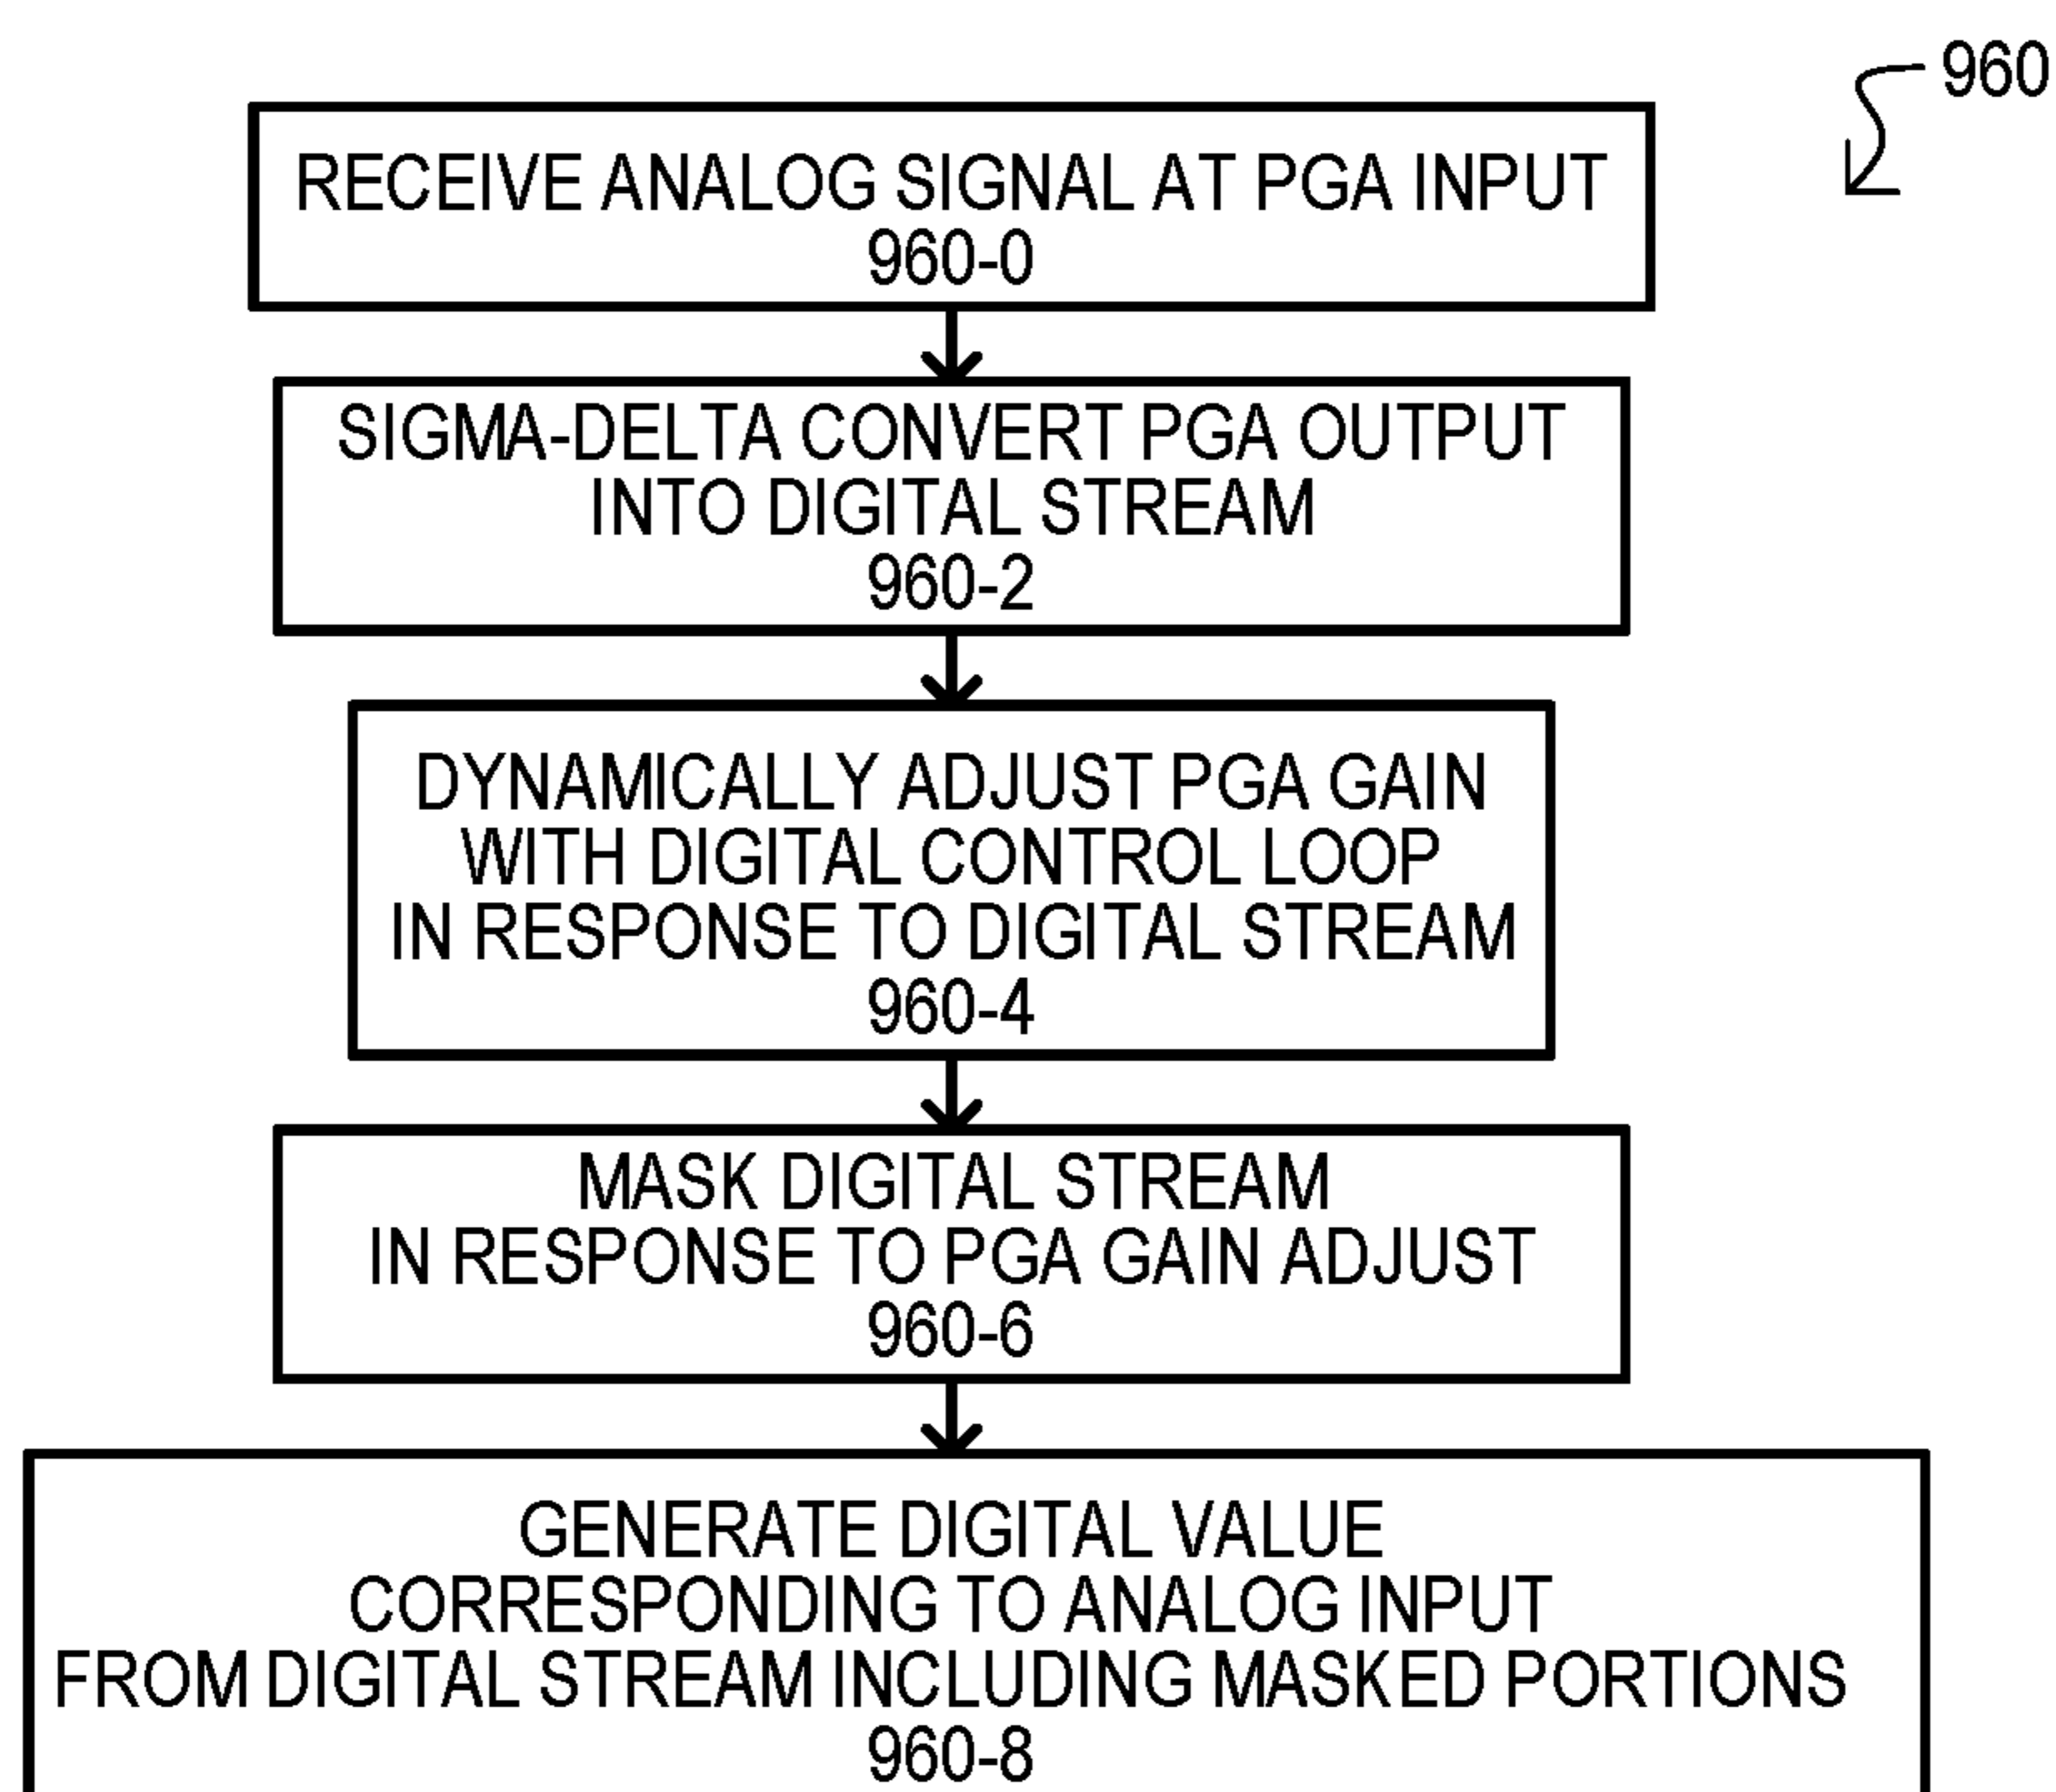 960
RECEIVE ANALOG SIGNAL AT PGA INPUT
960-0
SIGMA-DELTA CONVERT PGA OUTPUT
INTO DIGITAL STREAM
960-2
DYNAMICALLY ADJUST PGA GAIN
WITH DIGITAL CONTROL LOOP
IN RESPONSE TO DIGITAL STREAM
960-4
MASK DIGITAL STREAM
IN RESPONSE TO PGA GAIN ADJUST
960-6
GENERATE DIGITAL VALUE
CORRESPONDING TO ANALOG INPUT
FROM DIGITAL STREAM INCLUDING MASKED PORTIONS
960-8